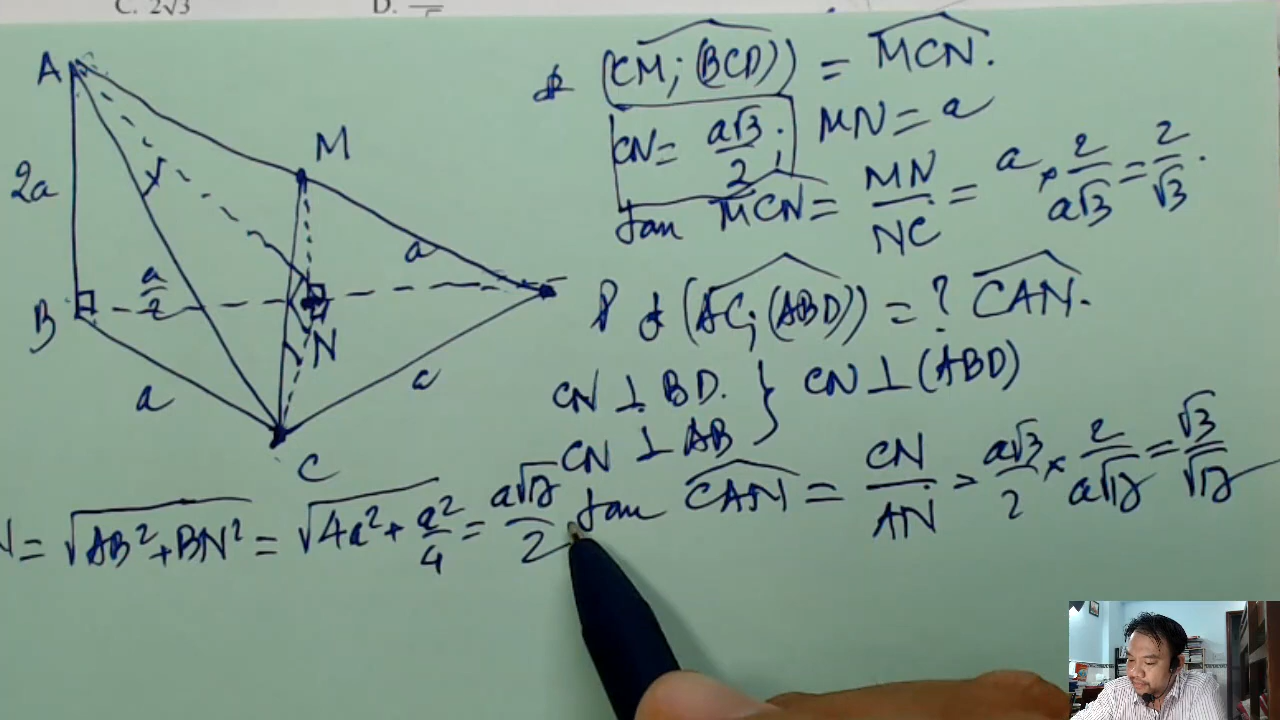 C. 2√3 D.
A
M
2a
a
a/2
B
N
a
C
(CM; (BCD)) = MCN.
CN = a√3/2; MN = a
tan MCN = MN/NC = a × 2/a√3 = 2/√3.
(AC; (ABD)) = ? CAN.
CN ⊥ BD. } CN ⊥ (ABD)
CN ⊥ AB
tan CAN = CN/AN = a√3/2 × 2/a√17 = √3/√17
= √AB² + BN² = √4a² + a²/4 = a√17/2